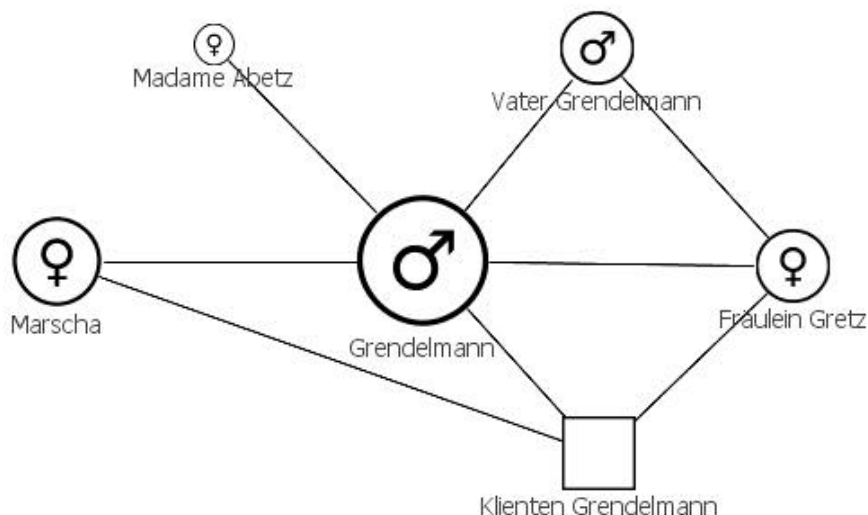 Madame Abetz
Vater Grendelmann
Marscha
Grendelmann
Fräulein Gretz
Klienten Grendelmann